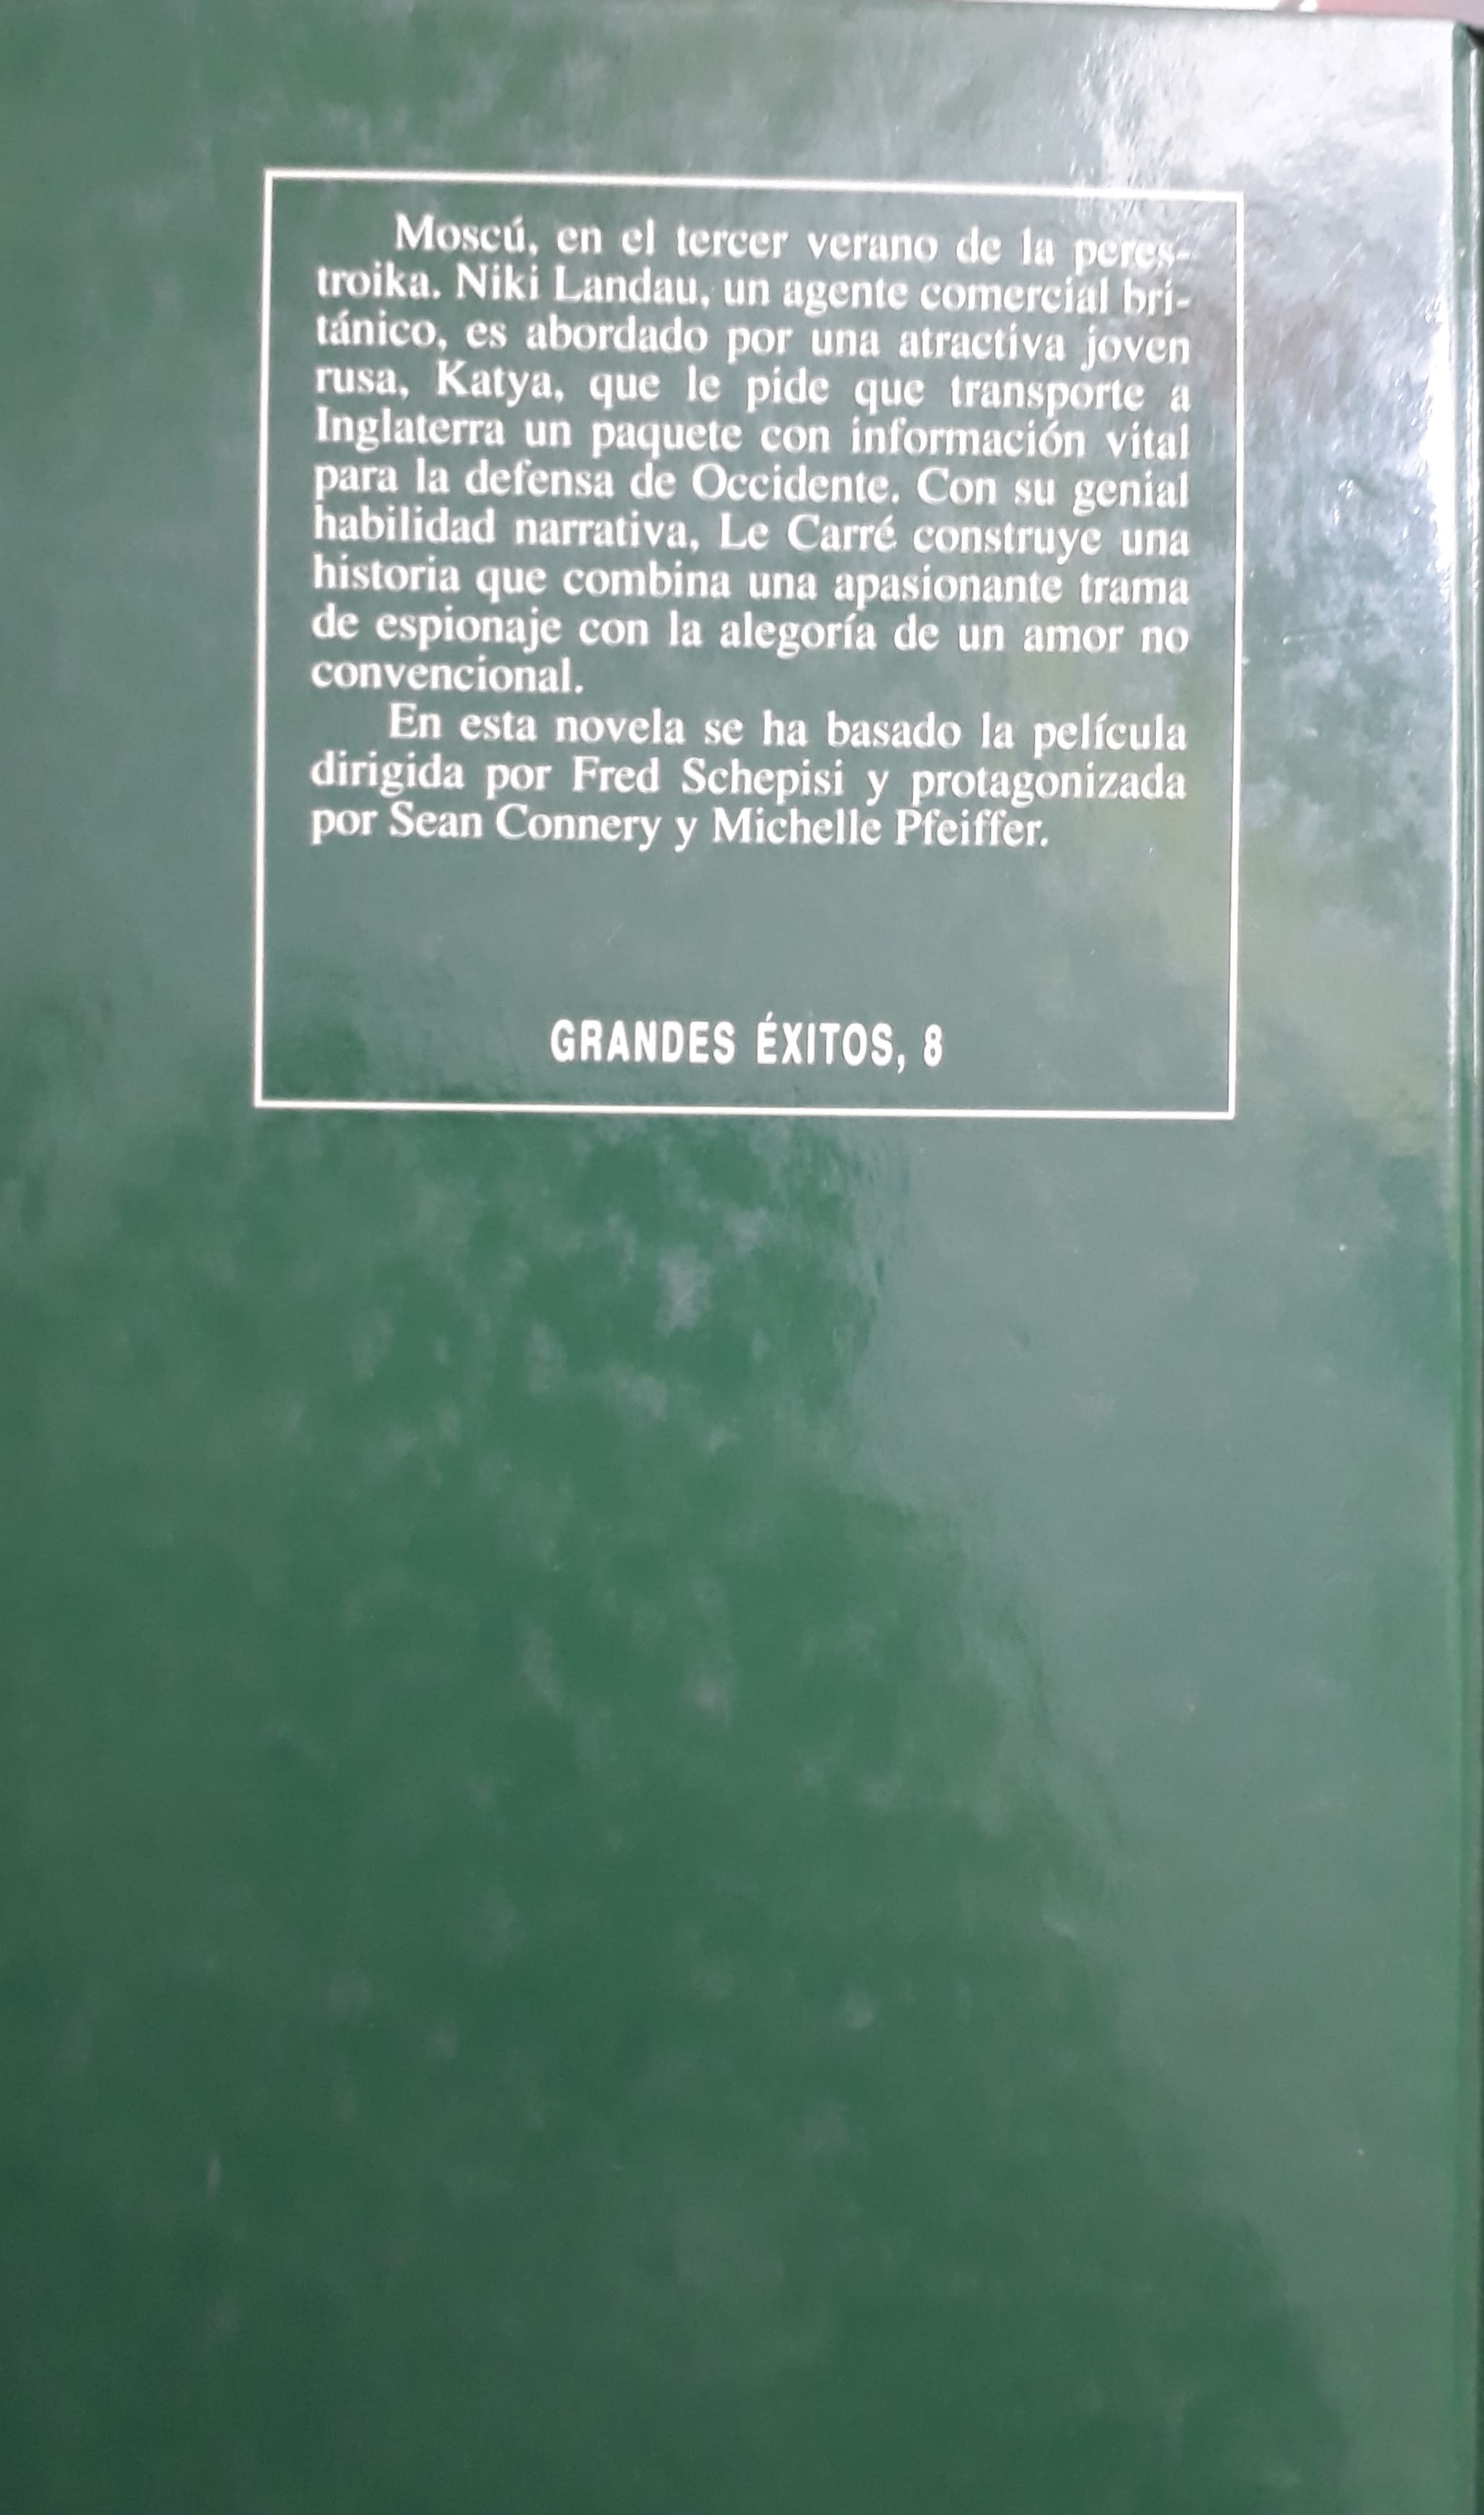 Moscú, en el tercer verano de la peres-
troika. Niki Landau, un agente comercial bri-
tánico, es abordado por una atractiva joven
rusa, Katya, que le pide que transporte a
Inglaterra un paquete con información vital
para la defensa de Occidente. Con su genial
habilidad narrativa, Le Carré construye una
historia que combina una apasionante trama
de espionaje con la alegoría de un amor no
convencional.
En esta novela se ha basado la película
dirigida por Fred Schepisi y protagonizada
por Sean Connery y Michelle Pfeiffer.
GRANDES ÉXITOS, 8